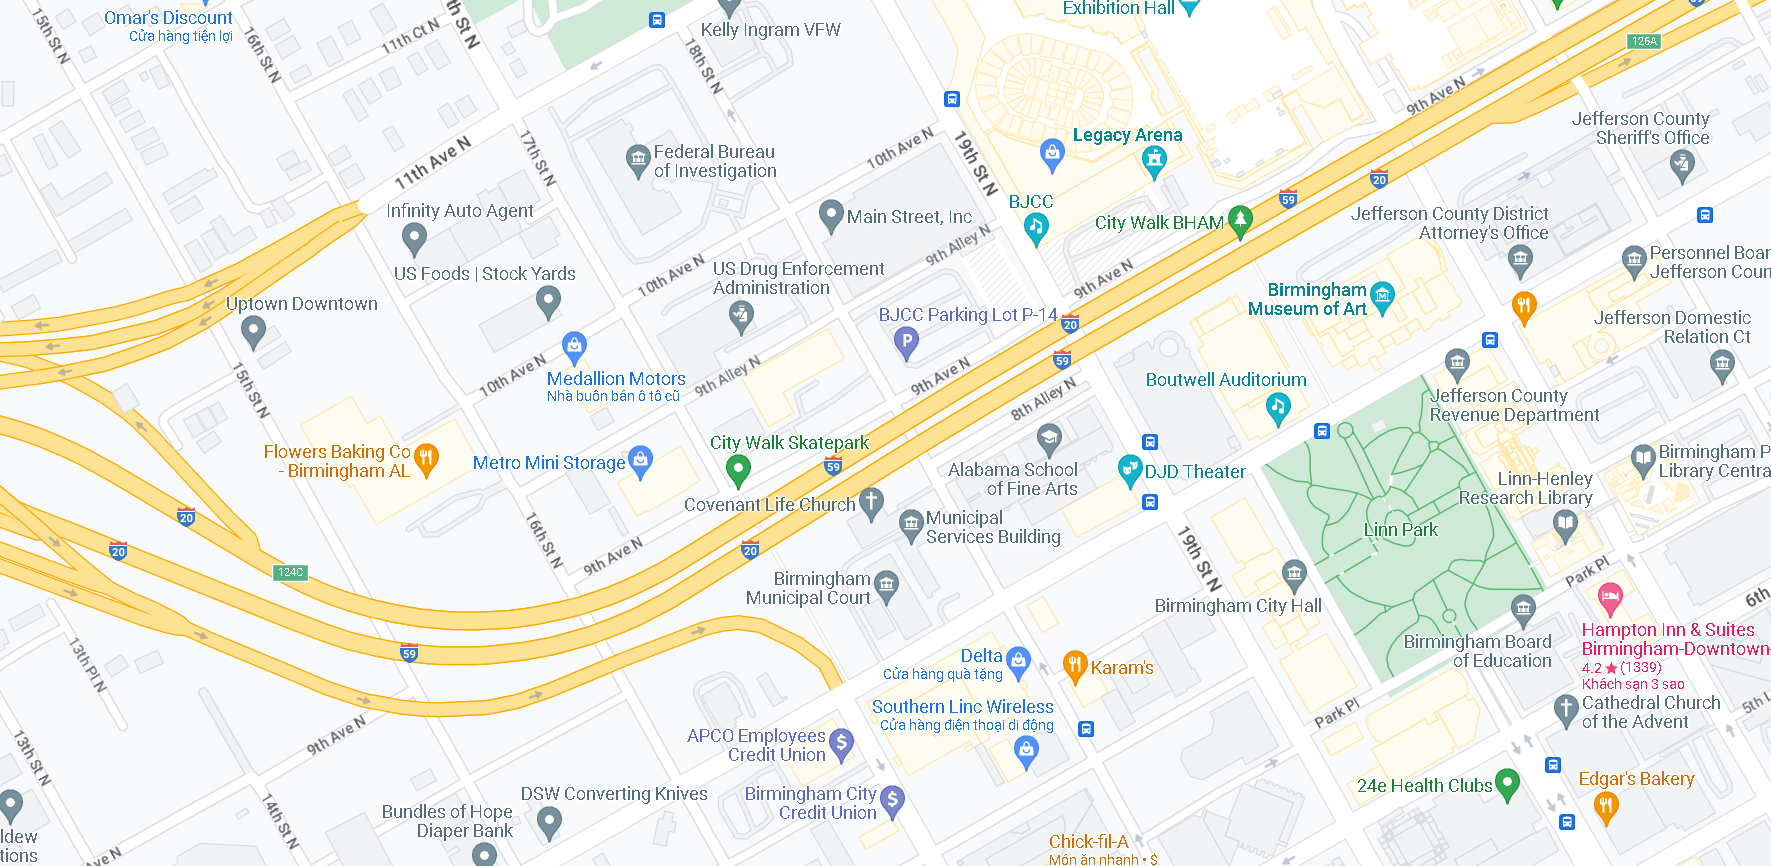 15th St N
Omar's Discount
Cửa hàng tiện lợi
16th St N
11th Ct N
th St N
Kelly Ingram VFW
18th St N
Exhibition Hall
126A
9th Ave N
Jefferson County
Sheriff's Office
11th Ave N
17th St N
Federal Bureau
of Investigation
10th Ave N
19th St N
Legacy Arena
BJCC
59
20
Infinity Auto Agent
Main Street, Inc
9th Alley N
City Walk BHAM
Jefferson County District
Attorney's Office
Personnel Boar
Jefferson Coun
US Foods | Stock Yards
10th Ave N
US Drug Enforcement
Administration
9th Ave N
Birmingham
Museum of Art
Uptown Downtown
BJCC Parking Lot P-14
P
20
59
Jefferson Domestic
Relation Ct
15th St N
10th Ave N
Medallion Motors
Nhà buôn bán ô tô cũ
9th Alley N
9th Ave N
8th Alley N
Boutwell Auditorium
Jefferson County
Revenue Department
Flowers Baking Co
- Birmingham AL
Metro Mini Storage
City Walk Skatepark
59
Alabama School
of Fine Arts
DJD Theater
Birmingham P
Library Centra
Linn-Henley
Research Library
Covenant Life Church
Municipal
Services Building
Linn Park
20
20
16th St N
9th Ave N
20
19th St N
124C
Birmingham
Municipal Court
Birmingham City Hall
Park Pl
6th
Hampton Inn & Suites
Birmingham-Downtown-
4.2 ★ (1339)
Khách sạn 3 sao
Birmingham Board
of Education
59
13th Pl N
Delta
Cửa hàng quà tặng
Karam's
Southern Linc Wireless
Cửa hàng điện thoại di động
Park Pl
Cathedral Church
of the Advent
5th
9th Ave N
APCO Employees
Credit Union
$
13th St N
24e Health Clubs
Edgar's Bakery
DSW Converting Knives
Birmingham City
Credit Union
$
14th St N
Bundles of Hope
Diaper Bank
ldew
tions
Ave N
Chick-fil-A
Món ăn nhanh • $